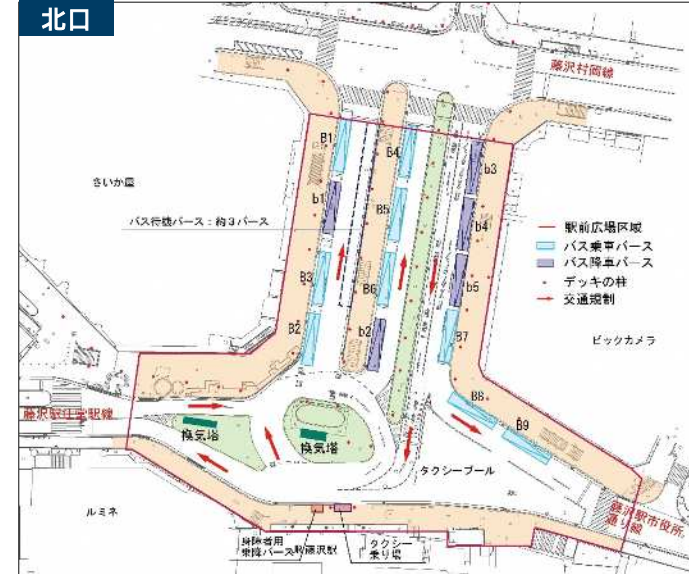 北口
藤沢村岡線
B1
B4
b3
さいか屋
b1
B5
b4
バス待機バース：約3バース
駅前広場区域
バス乗車バース
バス降車バース
デッキの柱
交通規制
B3
B6
b5
B2
b2
B7
ビックカメラ
B8
B9
藤沢駅辻堂駅線
換気塔
換気塔
タクシープール
ルミネ
身障者用
乗降バース
藤沢駅
タクシー
乗り場
藤沢駅市役所
通り線